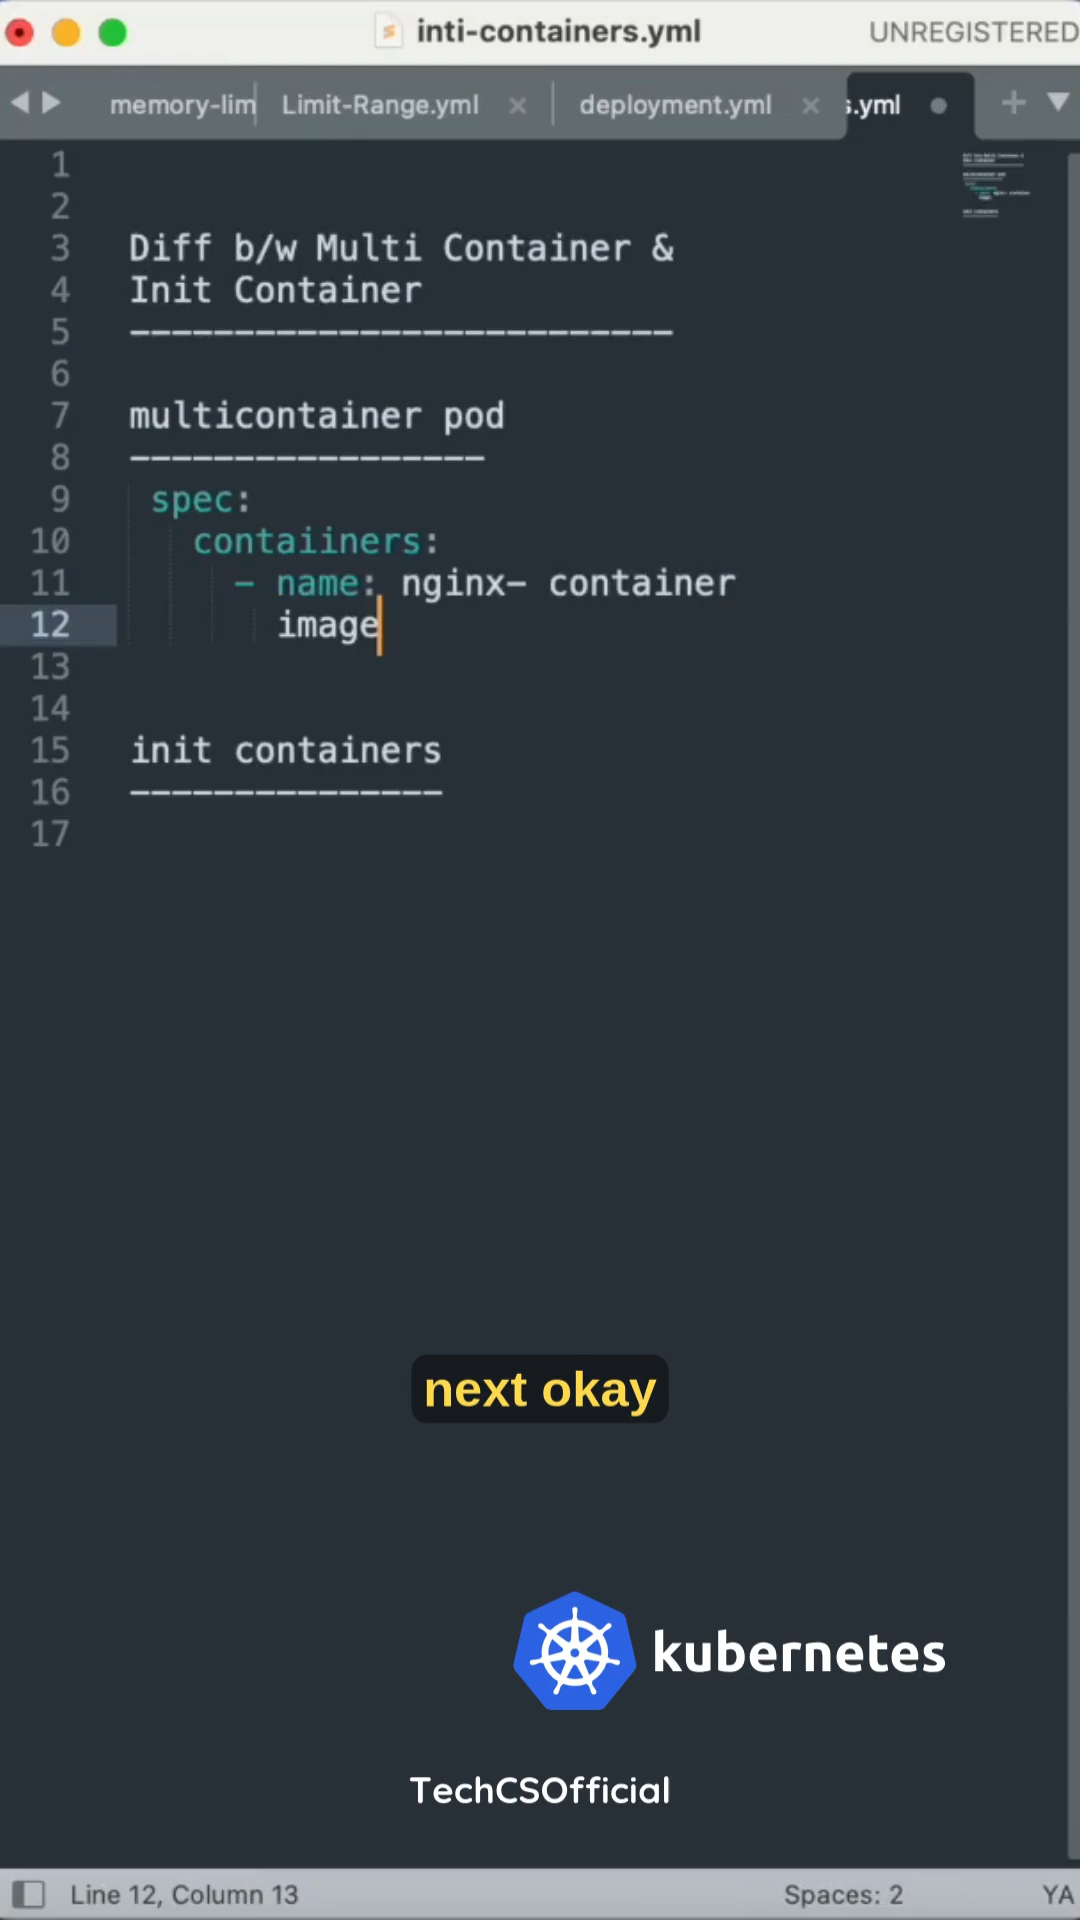 inti-containers.yml
UNREGISTERED
memory-lim
Limit-Range.yml
deployment.yml
s.yml
1
2
3 Diff b/w Multi Container &
4 Init Container
5 --------------------------
6
7 multicontainer pod
8 -----------------
9 spec:
10 contaiiners:
11 - name: nginx- container
12 image
13
14
15 init containers
16 ---------------
17
next okay
kubernetes
TechCSOfficial
Line 12, Column 13
Spaces: 2
YA